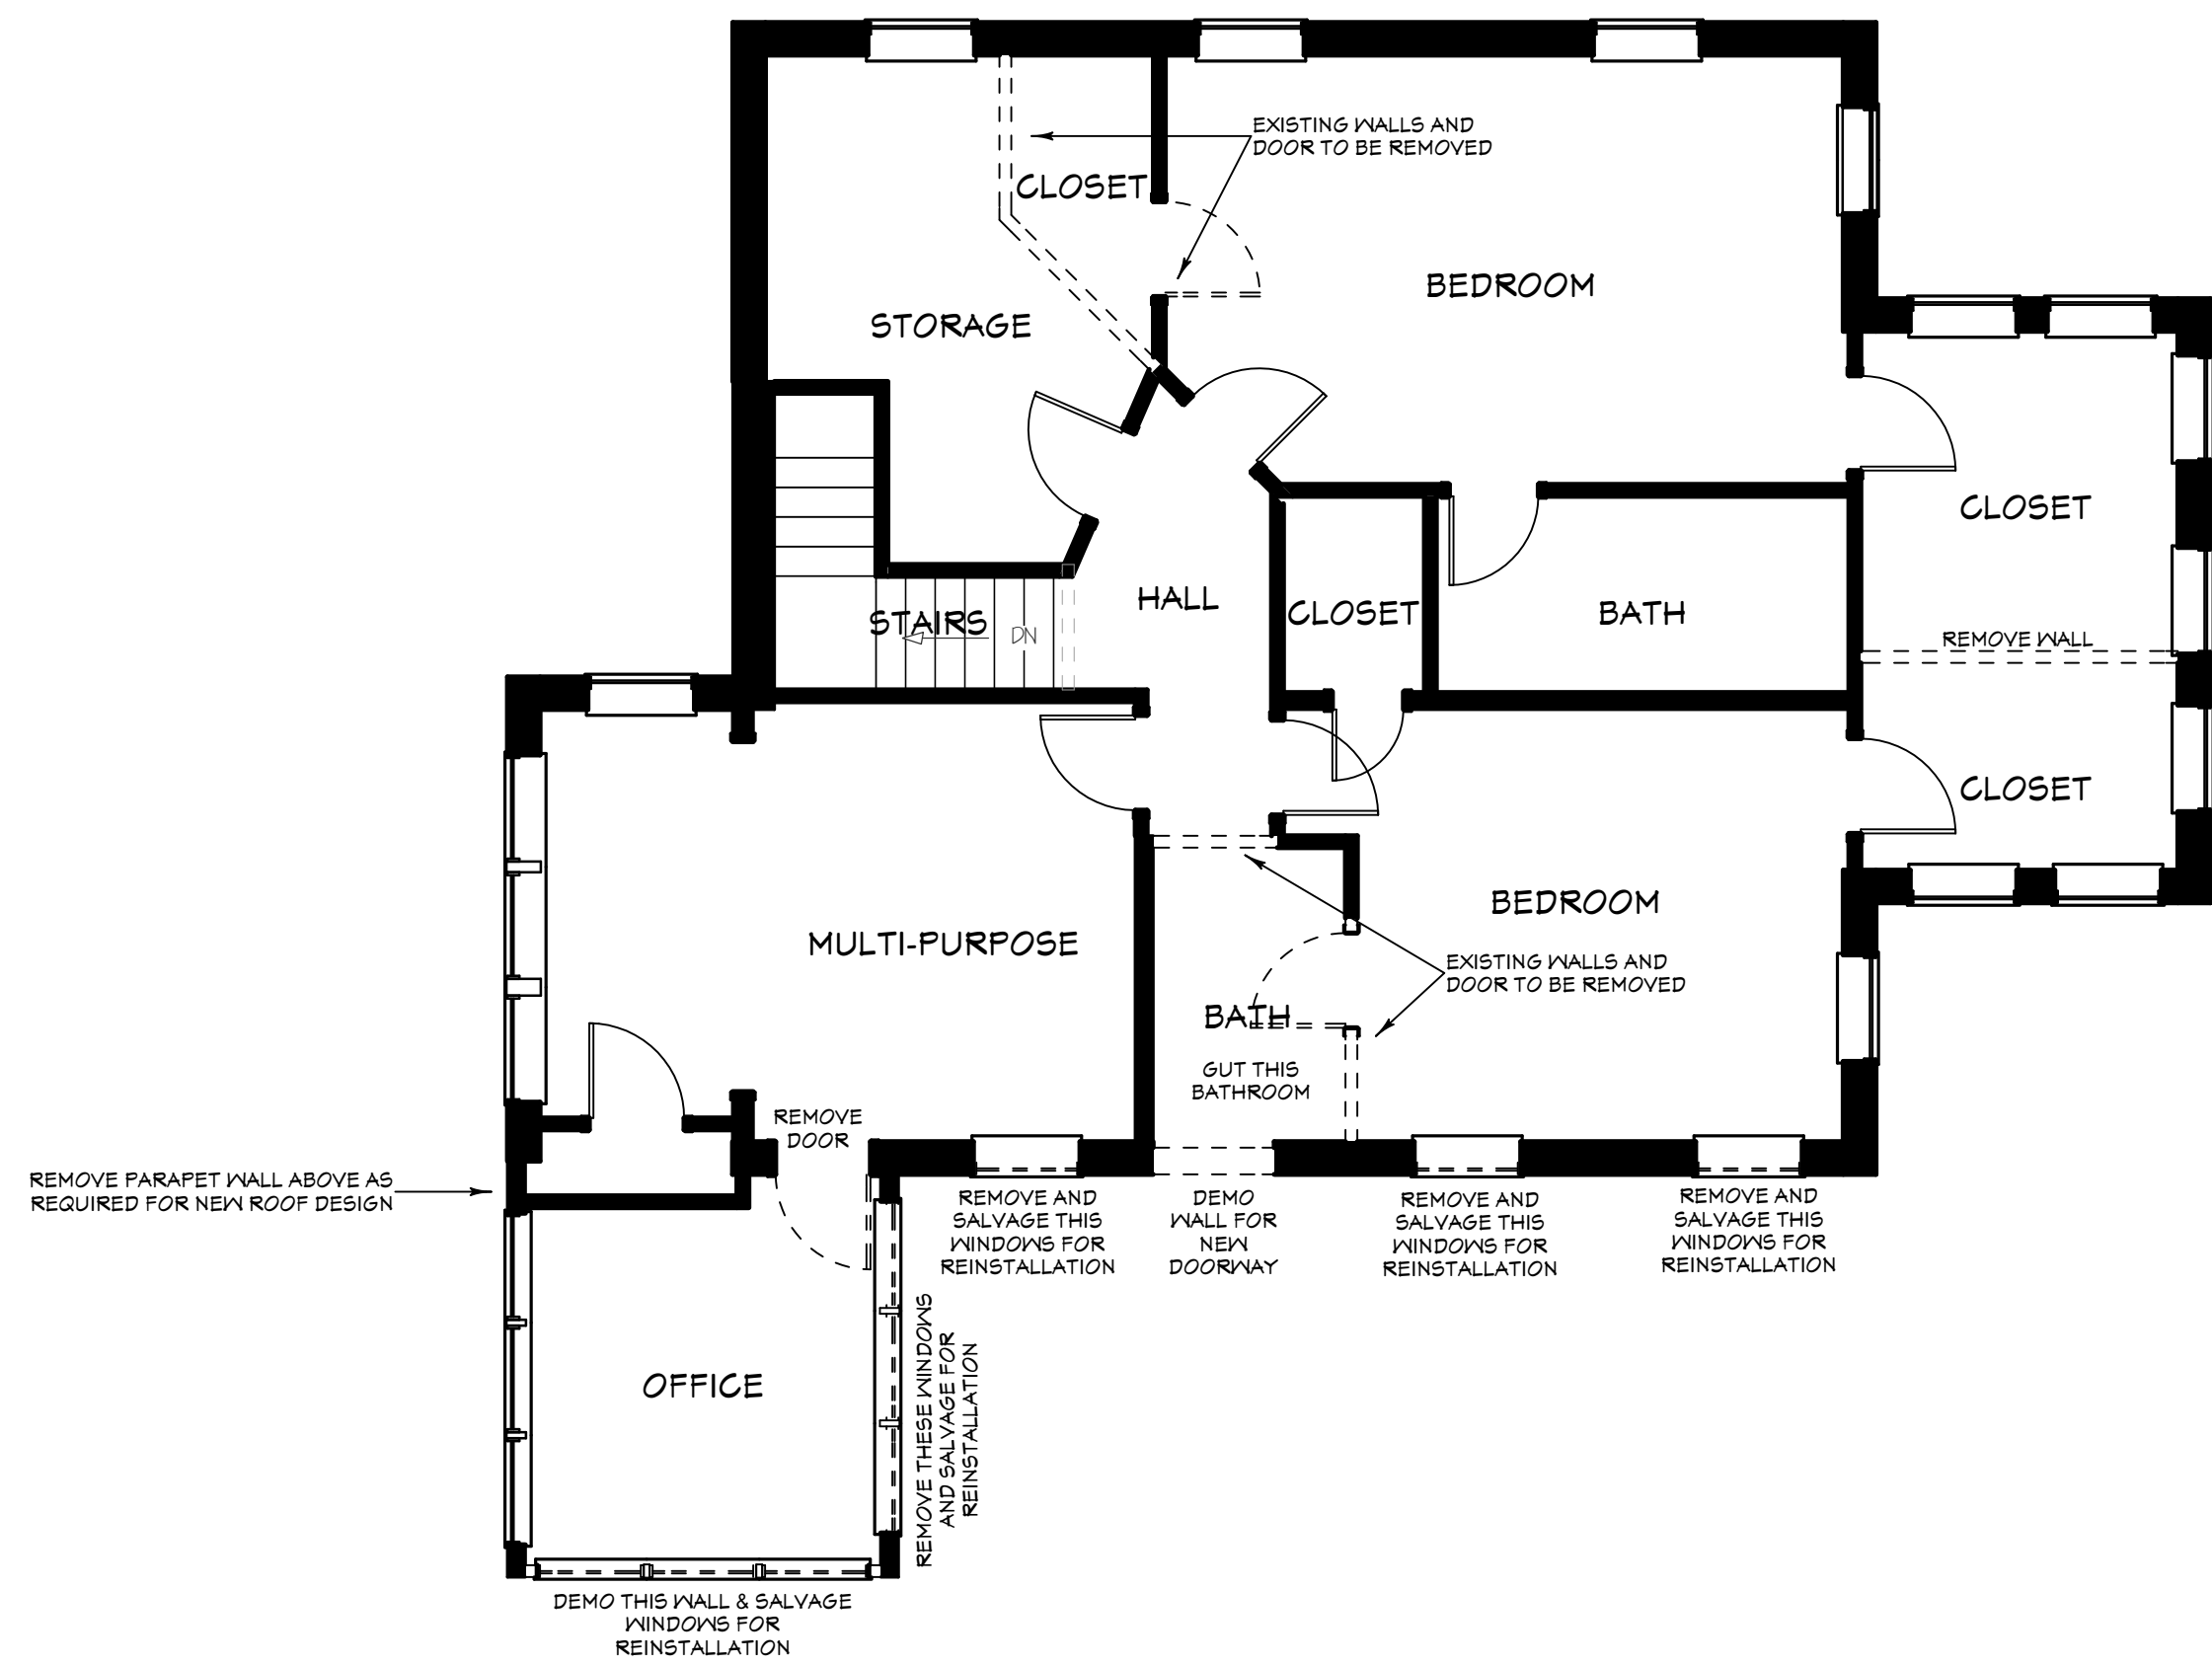 EXISTING WALLS AND
DOOR TO BE REMOVED
CLOSET
BEDROOM
STORAGE
CLOSET
HALL
CLOSET
BATH
STAIRS
DN
REMOVE WALL
CLOSET
BEDROOM
MULTI-PURPOSE
EXISTING WALLS AND
DOOR TO BE REMOVED
BATH
GUT THIS
BATHROOM
REMOVE
DOOR
REMOVE PARAPET WALL ABOVE AS
REQUIRED FOR NEW ROOF DESIGN
REMOVE AND
SALVAGE THIS
WINDOWS FOR
REINSTALLATION
DEMO
WALL FOR
NEW
DOORWAY
REMOVE AND
SALVAGE THIS
WINDOWS FOR
REINSTALLATION
REMOVE AND
SALVAGE THIS
WINDOWS FOR
REINSTALLATION
OFFICE
REMOVE THESE WINDOWS
AND SALVAGE FOR
REINSTALLATION
DEMO THIS WALL & SALVAGE
WINDOWS FOR
REINSTALLATION